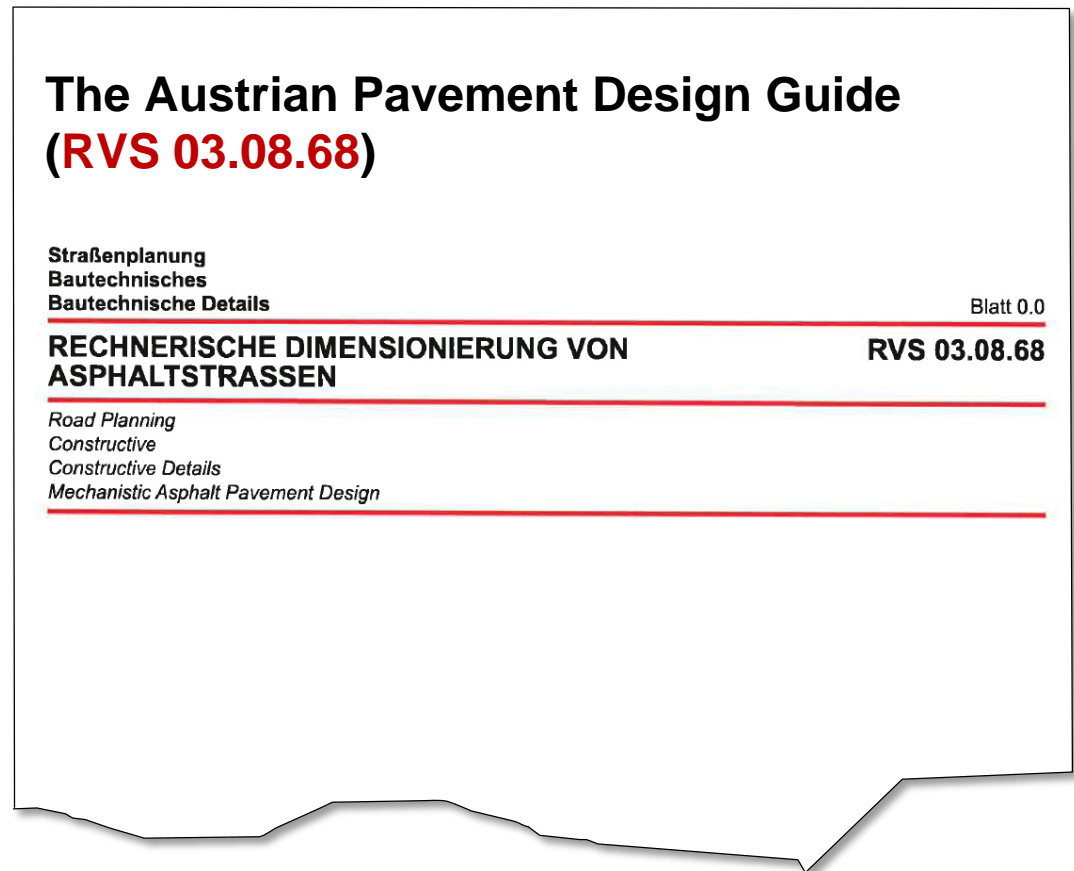 The Austrian Pavement Design Guide
(RVS 03.08.68)
Straßenplanung
Bautechnisches
Bautechnische Details
Blatt 0.0
RECHNERISCHE DIMENSIONIERUNG VON
ASPHALTSTRASSEN
RVS 03.08.68
Road Planning
Constructive
Constructive Details
Mechanistic Asphalt Pavement Design